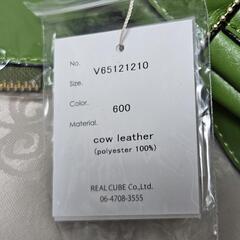 No. V65121210
Size.
Color. 600
Material.
cow leather
(polyester 100%)
REAL CUBE Co.,Ltd.
06-4708-3555